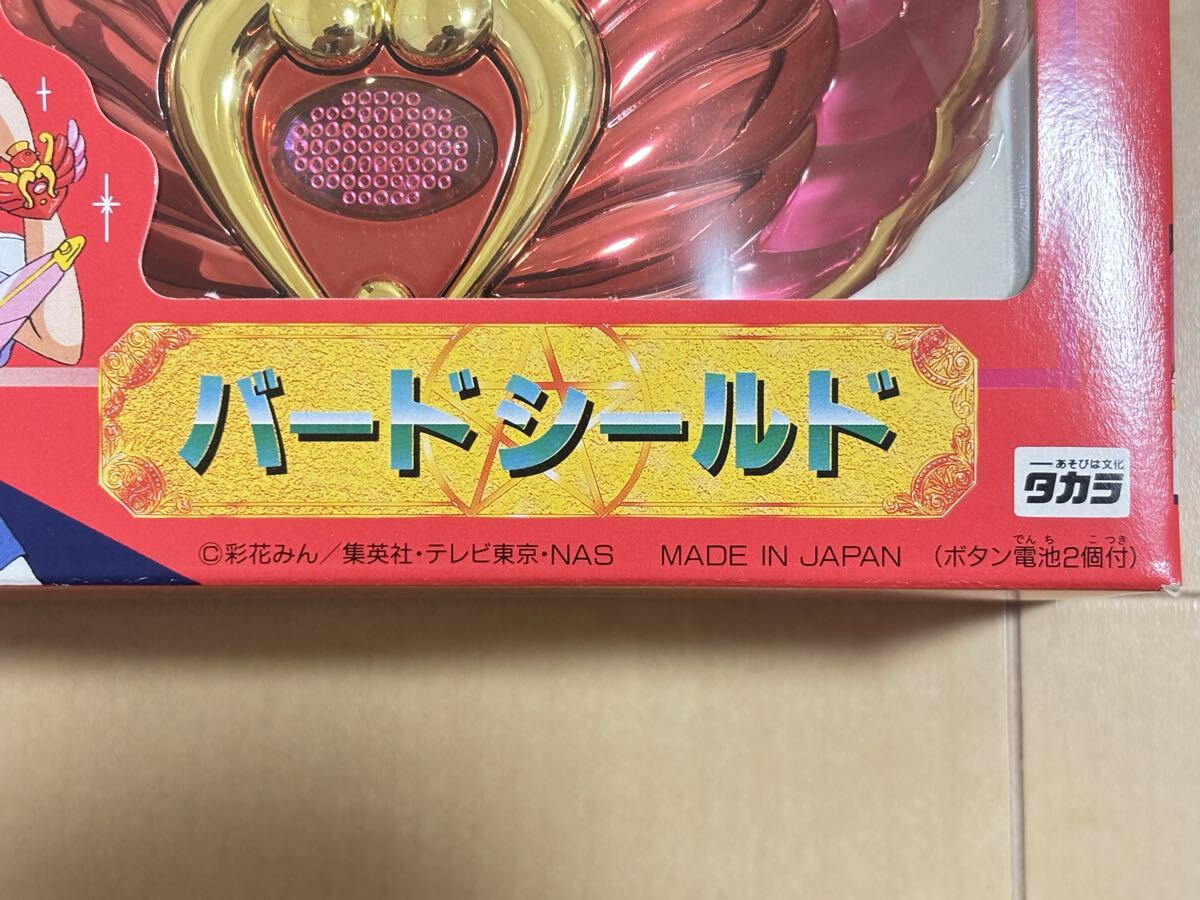 バードシールド
あそびは文化
タカラ
©彩花みん/集英社・テレビ東京・NAS MADE IN JAPAN (ボタン電池2個付)
でんち こつき